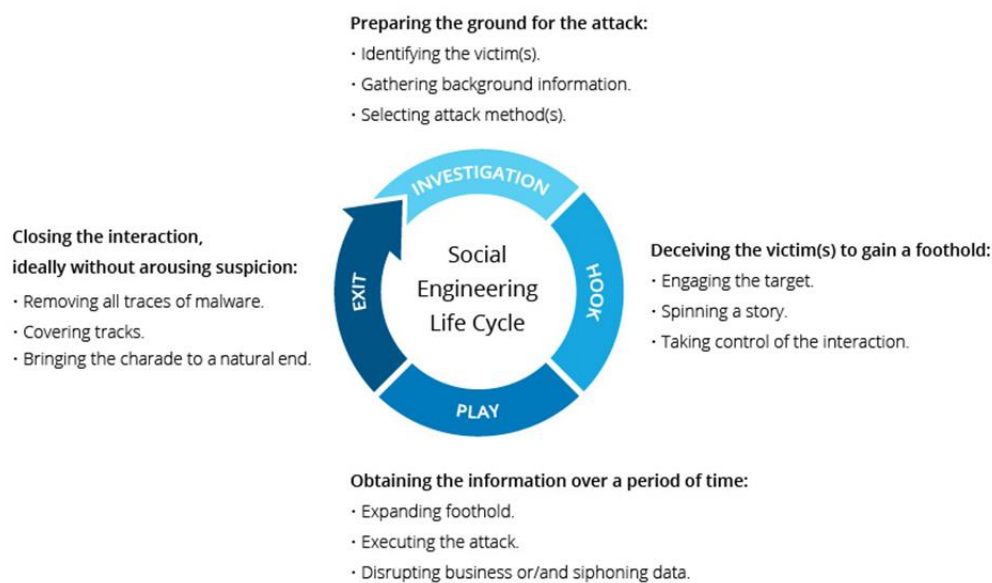 Preparing the ground for the attack:
· Identifying the victim(s).
· Gathering background information.
· Selecting attack method(s).
INVESTIGATION
Closing the interaction,
ideally without arousing suspicion:
· Removing all traces of malware.
· Covering tracks.
· Bringing the charade to a natural end.
EXIT
Social
Engineering
Life Cycle
HOOK
Deceiving the victim(s) to gain a foothold:
· Engaging the target.
· Spinning a story.
· Taking control of the interaction.
PLAY
Obtaining the information over a period of time:
· Expanding foothold.
· Executing the attack.
· Disrupting business or/and siphoning data.